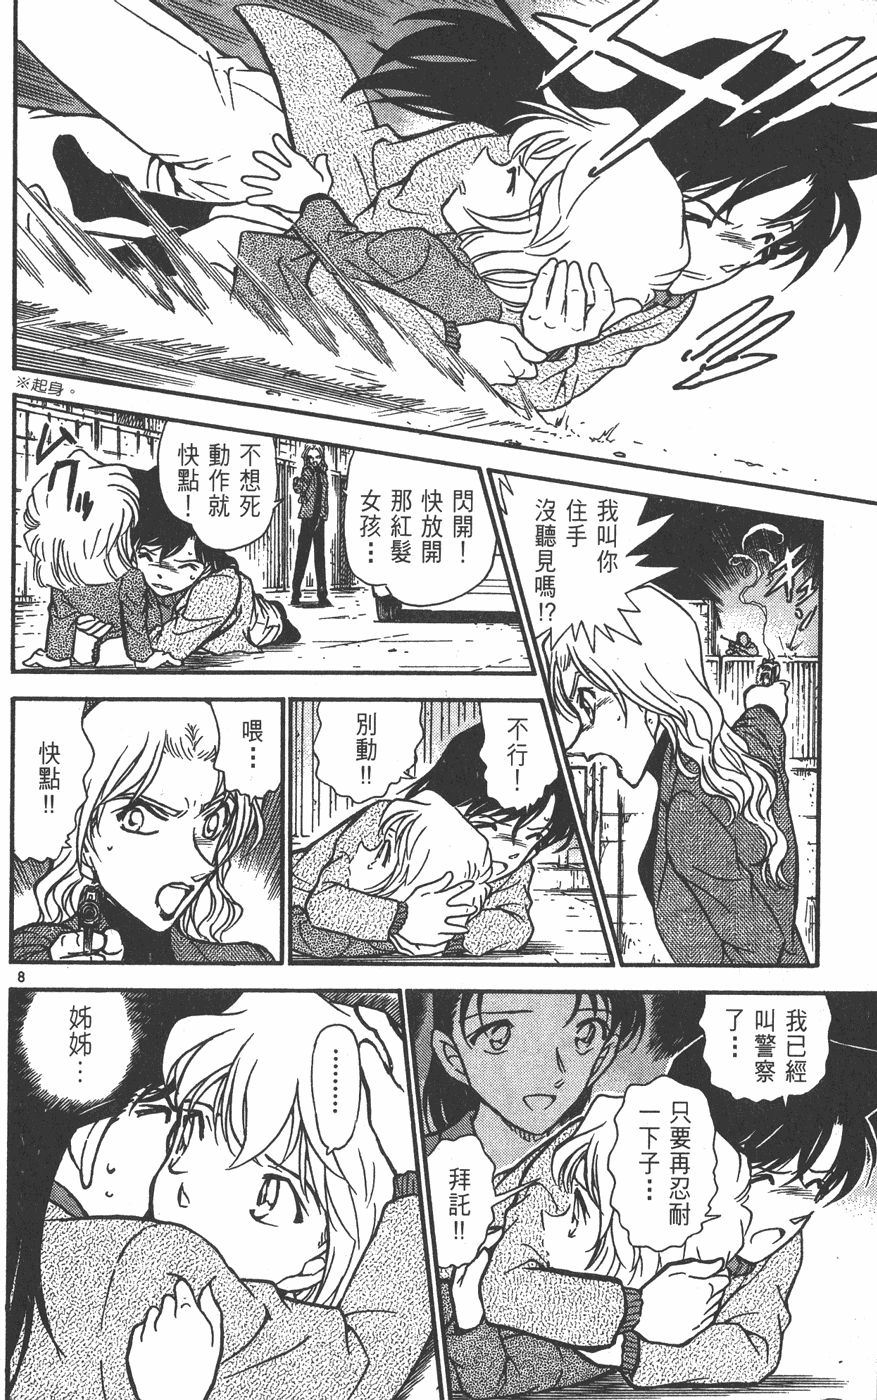 ※起身。
我叫你
住手
沒聽見嗎!?
閃開！
快放開
那紅髮
女孩…
不想死
動作就
快點！
不行！
別動!!
喂…
快點!!
8
我已經
叫警察
了…
只要再忍耐
一下子…
拜託!!
………
姊姊…